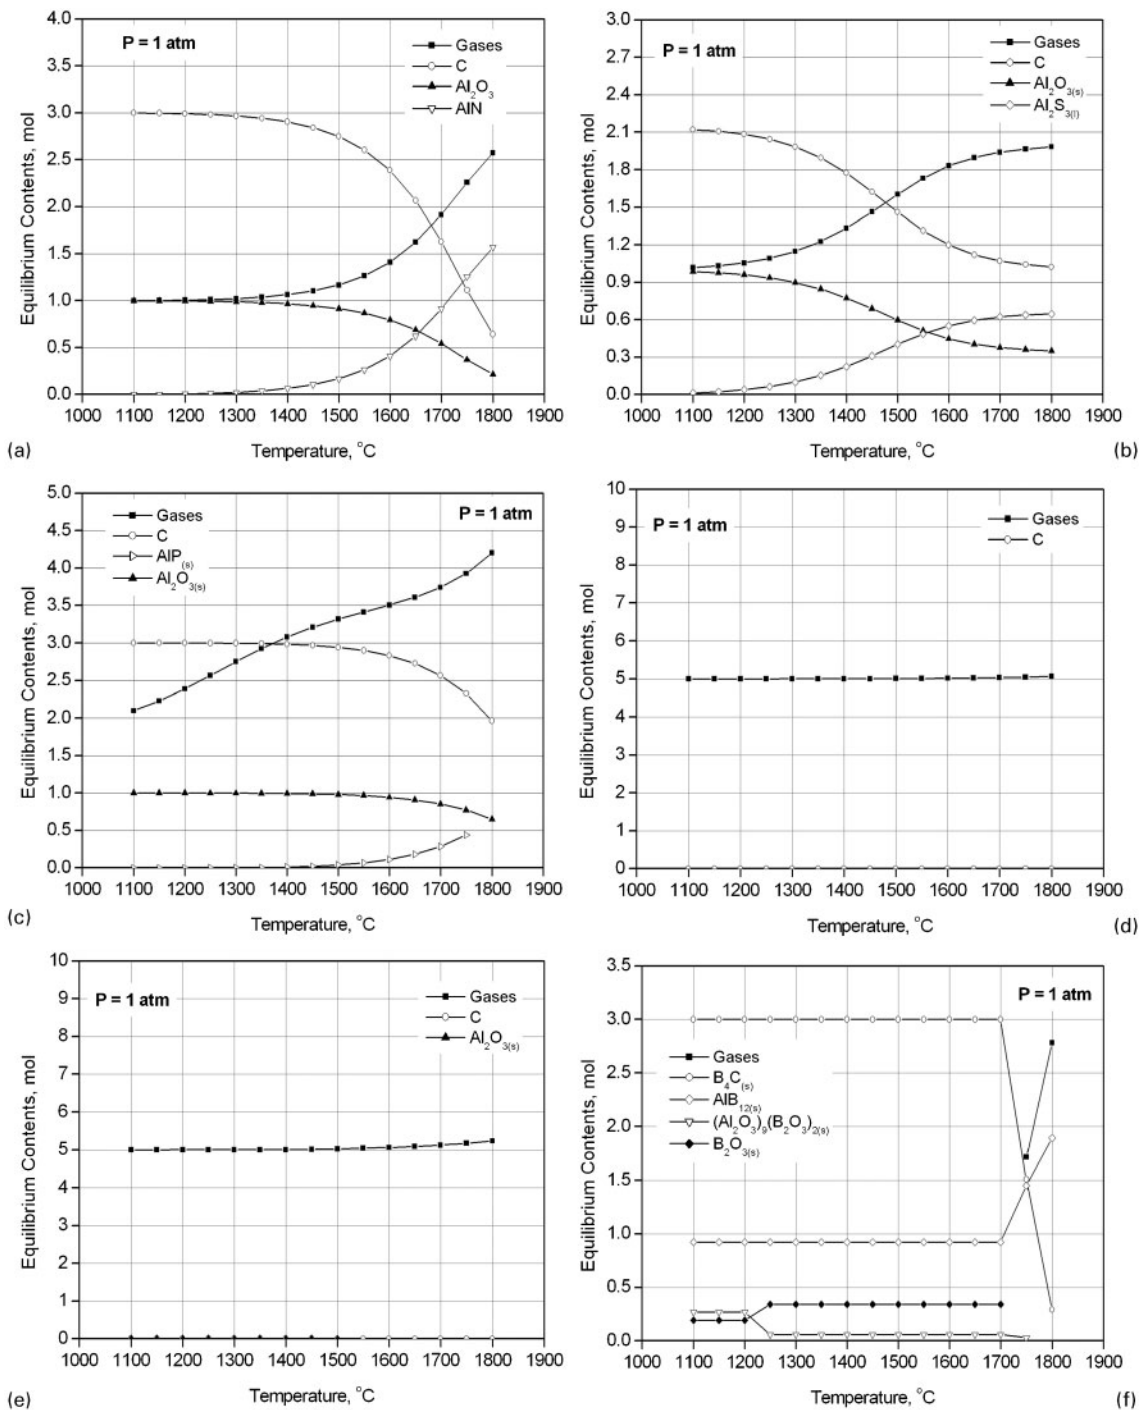 P = 1 atm
Gases
C
Al2O3
AlN
Equilibrium Contents, mol
4.0
3.5
3.0
2.5
2.0
1.5
1.0
0.5
0.0
1000 1100 1200 1300 1400 1500 1600 1700 1800 1900
Temperature, °C
(a)
P = 1 atm
Gases
C
Al2O3(s)
Al2S3(l)
Equilibrium Contents, mol
3.0
2.7
2.4
2.1
1.8
1.5
1.2
0.9
0.6
0.3
0.0
1000 1100 1200 1300 1400 1500 1600 1700 1800 1900
Temperature, °C
(b)
P = 1 atm
Gases
C
AlP(s)
Al2O3(s)
Equilibrium Contents, mol
5.0
4.5
4.0
3.5
3.0
2.5
2.0
1.5
1.0
0.5
0.0
1000 1100 1200 1300 1400 1500 1600 1700 1800 1900
Temperature, °C
(c)
P = 1 atm
Gases
C
Equilibrium Contents, mol
10
9
8
7
6
5
4
3
2
1
0
1000 1100 1200 1300 1400 1500 1600 1700 1800 1900
Temperature, °C
(d)
P = 1 atm
Gases
C
Al2O3(s)
Equilibrium Contents, mol
10
9
8
7
6
5
4
3
2
1
0
1000 1100 1200 1300 1400 1500 1600 1700 1800 1900
Temperature, °C
(e)
P = 1 atm
Gases
B4C(s)
AlB12(s)
(Al2O3)9(B2O3)2(s)
B2O3(s)
Equilibrium Contents, mol
3.5
3.0
2.5
2.0
1.5
1.0
0.5
0.0
1000 1100 1200 1300 1400 1500 1600 1700 1800 1900
Temperature, °C
(f)